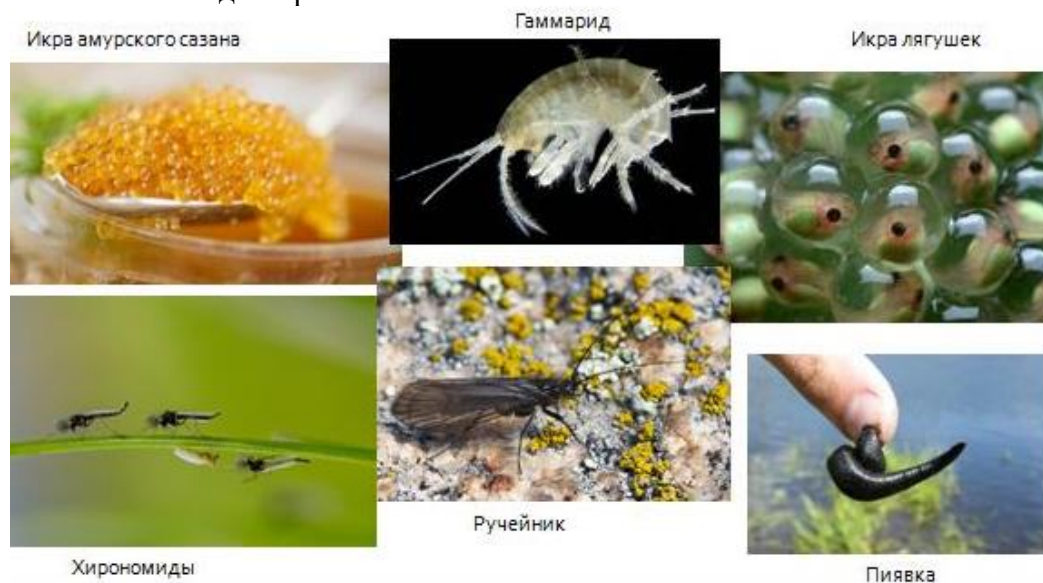 Гаммарид
Икра амурского сазана
Икра лягушек
Ручейник
Хирономиды
Пиявка